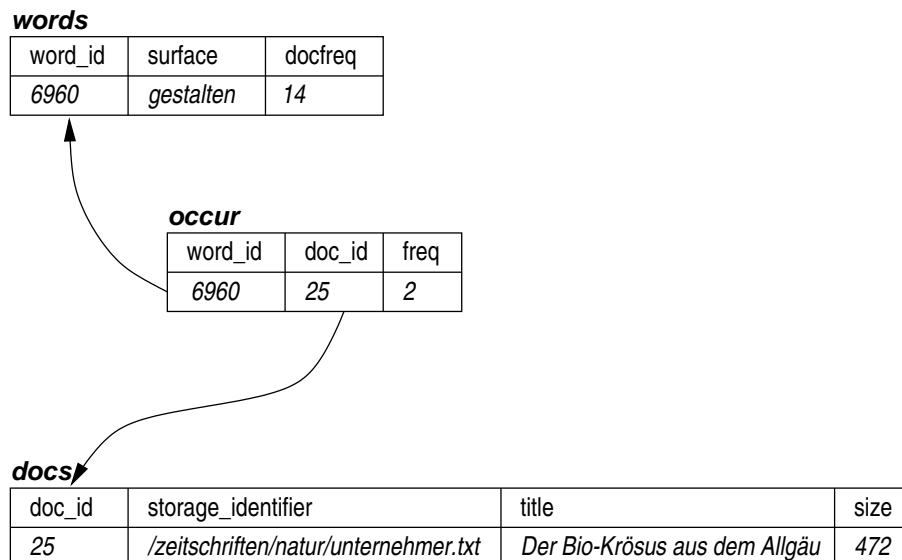 words
word_id surface docfreq
6960 gestalten 14
occur
word_id doc_id freq
6960 25 2
docs
doc_id storage_identifier title size
25 /zeitschriften/natur/unternehmer.txt Der Bio-Krösus aus dem Allgäu 472